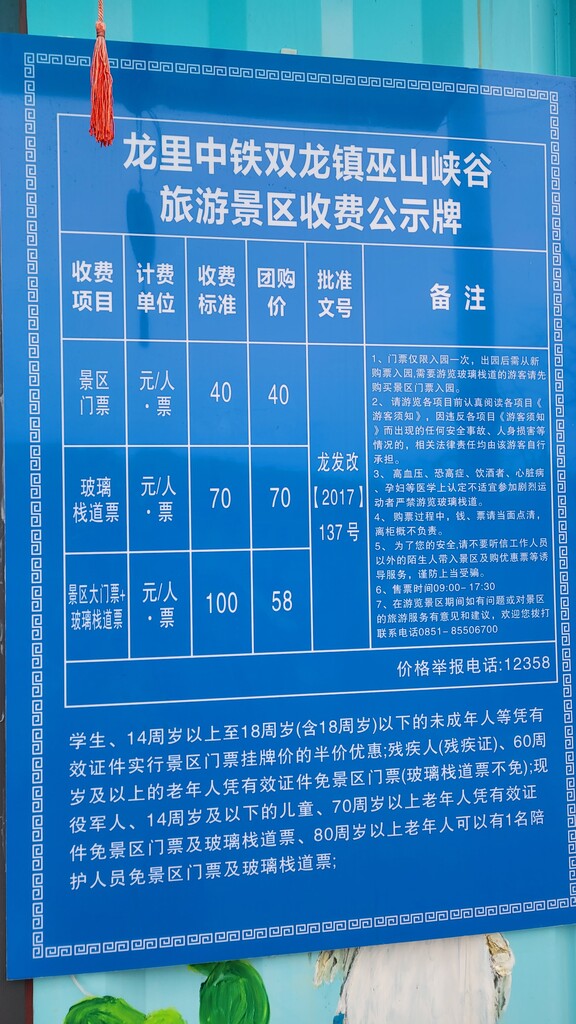 龙里中铁双龙镇巫山峡谷
旅游景区收费公示牌
收费项目 计费单位 收费标准 团购价 批准文号 备 注
景区门票 元/人·票 40 40
玻璃栈道票 元/人·票 70 70
景区大门票+玻璃栈道票 元/人·票 100 58
龙发改
【2017】
137号
1、门票仅限入园一次，出园后需从新
购票入园,需要游览玻璃栈道的游客请先
购买景区门票入园。
2、 请游览各项目前认真阅读各项目《
游客须知》，因违反各项目《游客须知
》而出现的任何安全事故、人身损害等
情况的，相关法律责任均由该游客自行
承担。
3、 高血压、恐高症、饮酒者、心脏病
、孕妇等医学上认定不适宜参加剧烈运
动者严禁游览玻璃栈道。
4、 购票过程中，钱、票请当面点清，
离柜概不负责。
5、 为了您的安全,请不要听信工作人员
以外的陌生人带入景区及购优惠票等诱
导服务，谨防上当受骗。
6、售票时间09:00- 17:30
7、在游览景区期间如有问题或对景区
的旅游服务有意见和建议，欢迎您拨打
联系电话0851- 85506700
价格举报电话:12358
学生、14周岁以上至18周岁(含18周岁)以下的未成年人等凭有
效证件实行景区门票挂牌价的半价优惠;残疾人(残疾证)、60周
岁及以上的老年人凭有效证件免景区门票(玻璃栈道票不免);现
役军人、14周岁及以下的儿童、70周岁以上老年人凭有效证
件免景区门票及玻璃栈道票、80周岁以上老年人可以有1名陪
护人员免景区门票及玻璃栈道票;